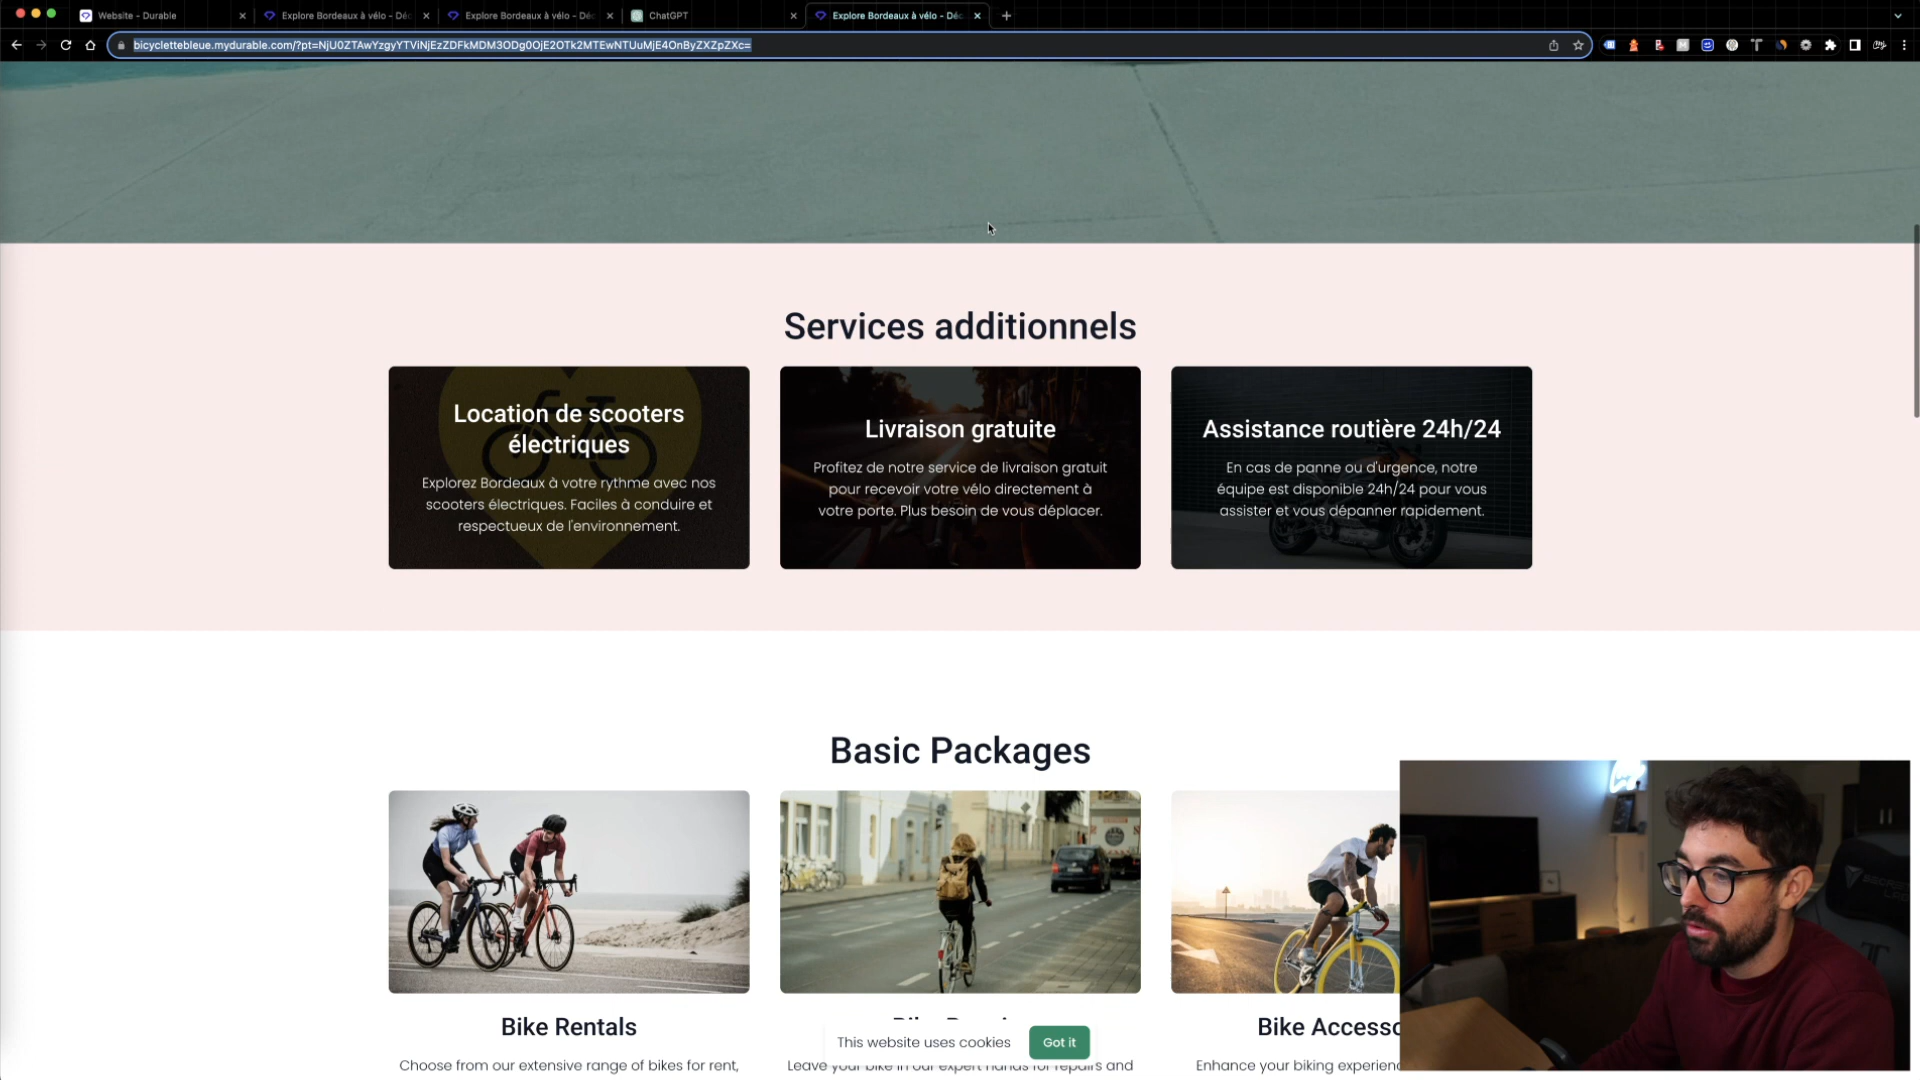 Website - Durable
Explore Bordeaux à vélo - Déc
Explore Bordeaux à vélo - Déc
ChatGPT
Explore Bordeaux à vélo - Déc
bicyclettebleue.mydurable.com/?pt=NjU0ZTAwYzgyYTViNjEzZDFkMDM3ODg0OjE2OTk2MTEwNTUuMjE4OnByZXZpZXc=
Services additionnels
Location de scooters
électriques
Explorez Bordeaux à votre rythme avec nos
scooters électriques. Faciles à conduire et
respectueux de l'environnement.
Livraison gratuite
Profitez de notre service de livraison gratuit
pour recevoir votre vélo directement à
votre porte. Plus besoin de vous déplacer.
Assistance routière 24h/24
En cas de panne ou d'urgence, notre
équipe est disponible 24h/24 pour vous
assister et vous dépanner rapidement.
Basic Packages
Bike Rentals
Choose from our extensive range of bikes for rent,
Leave your bike in our expert hands for repairs and
Bike Accesso
Enhance your biking experienc
This website uses cookies
Got it